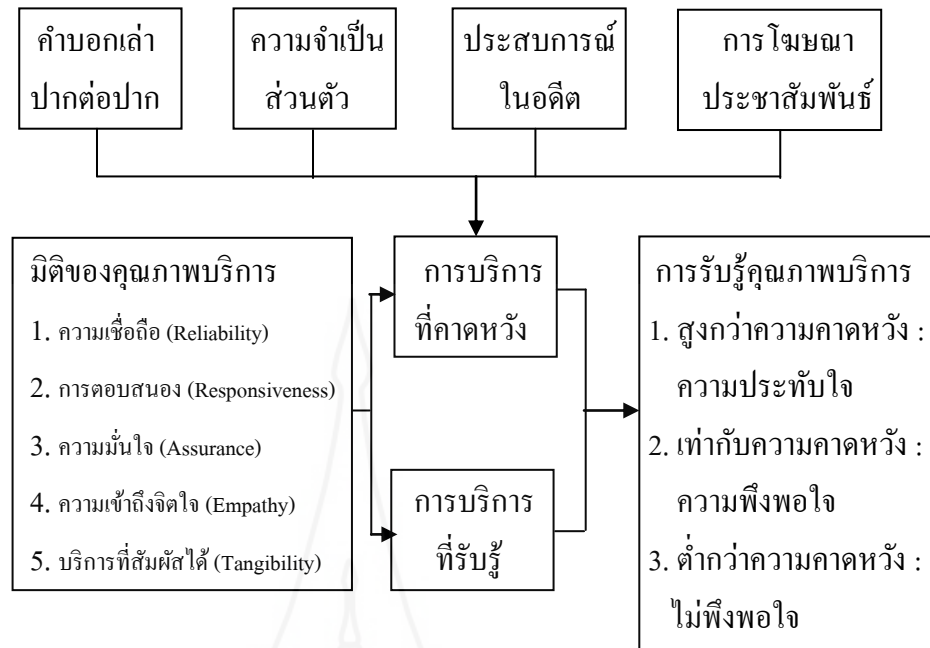 คำบอกเล่า
ปากต่อปาก
ความจำเป็น
ส่วนตัว
ประสบการณ์
ในอดีต
การโฆษณา
ประชาสัมพันธ์
มิติของคุณภาพบริการ
1. ความเชื่อถือ (Reliability)
2. การตอบสนอง (Responsiveness)
3. ความมั่นใจ (Assurance)
4. ความเข้าถึงจิตใจ (Empathy)
5. บริการที่สัมผัสได้ (Tangibility)
การบริการ
ที่คาดหวัง
การบริการ
ที่รับรู้
การรับรู้คุณภาพบริการ
1. สูงกว่าความคาดหวัง :
ความประทับใจ
2. เท่ากับความคาดหวัง :
ความพึงพอใจ
3. ต่ำกว่าความคาดหวัง :
ไม่พึงพอใจ